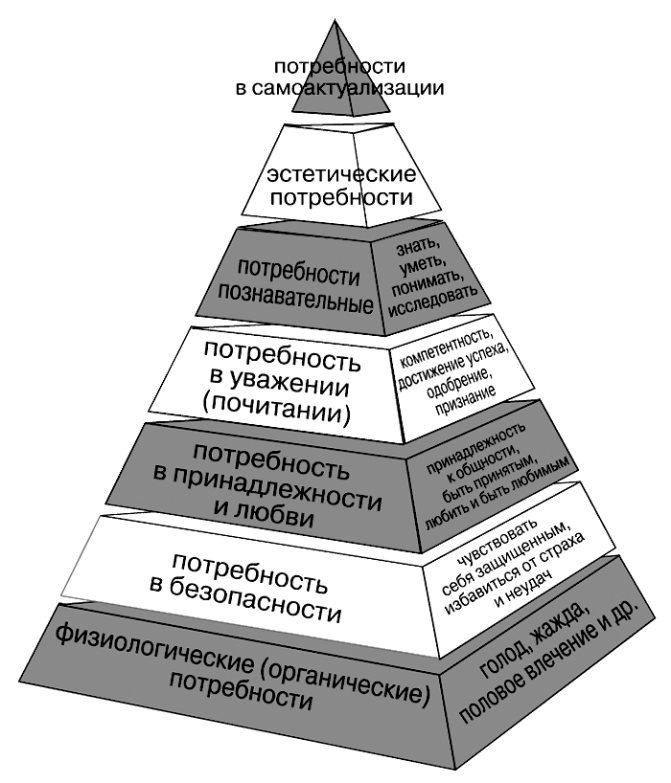 потребности
в самоактуализации
эстетические
потребности
потребности
познавательные
знать,
уметь,
понимать,
исследовать
потребность
в уважении
(почитании)
компетентность,
достижение успеха,
одобрение,
признание
потребность
в принадлежности
и любви
принадлежность
к общности,
быть принятым,
любить и быть любимым
потребность
в безопасности
чувствовать
себя защищенным,
избавиться от страха
и неудач
физиологические (органические)
потребности
голод, жажда,
половое влечение и др.